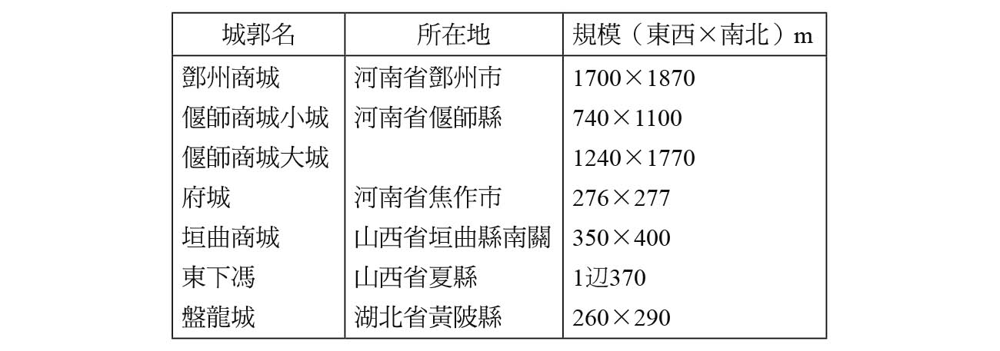 城郭名 所在地 規模（東西×南北）m
鄧州商城 河南省鄧州市 1700×1870
偃師商城小城 河南省偃師縣 740×1100
偃師商城大城 1240×1770
府城 河南省焦作市 276×277
垣曲商城 山西省垣曲縣南關 350×400
東下馮 山西省夏縣 1辺370
盤龍城 湖北省黃陂縣 260×290